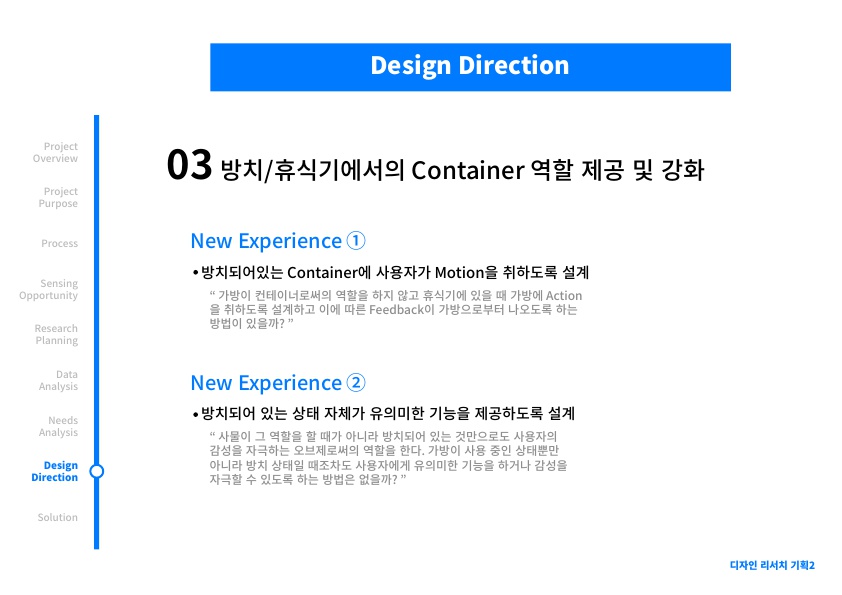 Design Direction
Project
Overview
Project
Purpose
Process
Sensing
Opportunity
Research
Planning
Data
Analysis
Needs
Analysis
Design
Direction
Solution
03 방치/휴식기에서의 Container 역할 제공 및 강화
New Experience ①
• 방치되어있는 Container에 사용자가 Motion을 취하도록 설계
“ 가방이 컨테이너로써의 역할을 하지 않고 휴식기에 있을 때 가방에 Action
을 취하도록 설계하고 이에 따른 Feedback이 가방으로부터 나오도록 하는
방법이 있을까? ”
New Experience ②
• 방치되어 있는 상태 자체가 유의미한 기능을 제공하도록 설계
“ 사물이 그 역할을 할 때가 아니라 방치되어 있는 것만으로도 사용자의
감성을 자극하는 오브제로써의 역할을 한다. 가방이 사용 중인 상태뿐만
아니라 방치 상태일 때조차도 사용자에게 유의미한 기능을 하거나 감성을
자극할 수 있도록 하는 방법은 없을까? ”
디자인 리서치 기획2